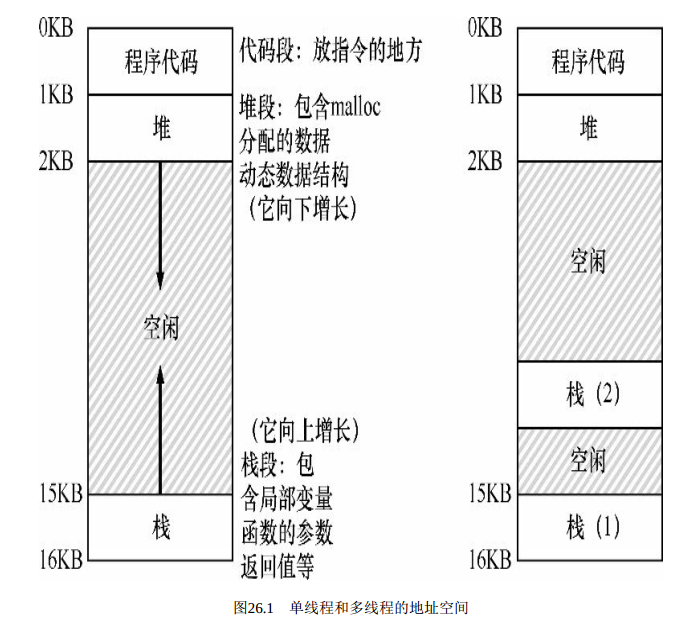 0KB
程序代码
代码段：放指令的地方
1KB
堆
堆段：包含malloc
分配的数据
动态数据结构
（它向下增长）
2KB
空闲
（它向上增长）
栈段：包
含局部变量
函数的参数
返回值等
15KB
栈
16KB
0KB
程序代码
1KB
堆
2KB
空闲
栈（2）
空闲
15KB
栈（1）
16KB
图26.1 单线程和多线程的地址空间